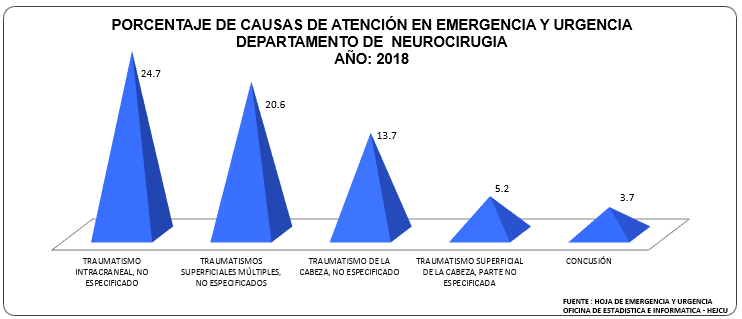 PORCENTAJE DE CAUSAS DE ATENCIÓN EN EMERGENCIA Y URGENCIA
DEPARTAMENTO DE  NEUROCIRUGIA
AÑO: 2018
24.7
20.6
13.7
5.2
3.7
TRAUMATISMO
INTRACRANEAL, NO
ESPECIFICADO
TRAUMATISMOS
SUPERFICIALES MÚLTIPLES,
NO ESPECIFICADOS
TRAUMATISMO DE LA
CABEZA, NO ESPECIFICADO
TRAUMATISMO SUPERFICIAL
DE LA CABEZA, PARTE NO
ESPECIFICADA
CONCUSIÓN
FUENTE : HOJA DE EMERGENCIA Y URGENCIA
OFICINA DE ESTADISTICA E INFORMATICA - HEJCU